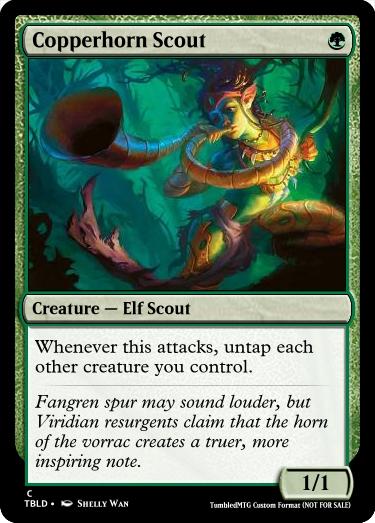 Copperhorn Scout
Creature — Elf Scout
Whenever this attacks, untap each
other creature you control.
Fangren spur may sound louder, but
Viridian resurgents claim that the horn
of the vorrac creates a truer, more
inspiring note.
1/1
C
TBLD • Shelly Wan
TumbledMTG Custom Format (NOT FOR SALE)